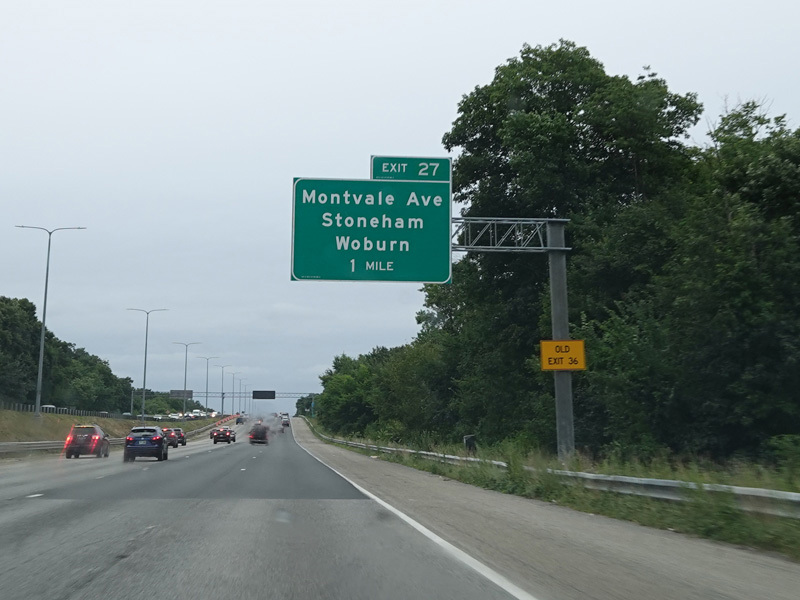 EXIT 27
Montvale Ave
Stoneham
Woburn
1 MILE
OLD
EXIT 36